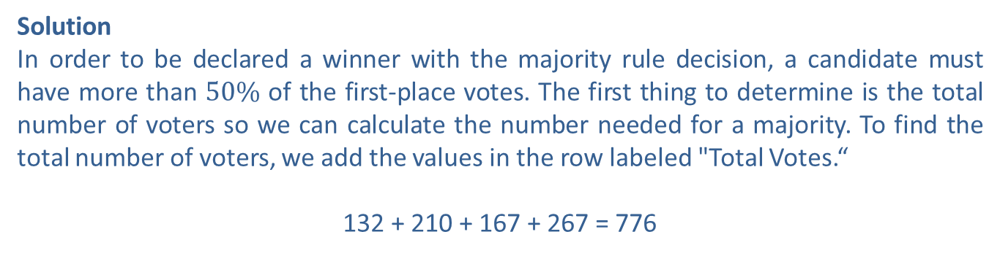 Solution
In order to be declared a winner with the majority rule decision, a candidate must
have more than 50% of the first-place votes. The first thing to determine is the total
number of voters so we can calculate the number needed for a majority. To find the
total number of voters, we add the values in the row labeled "Total Votes.“
132 + 210 + 167 + 267 = 776